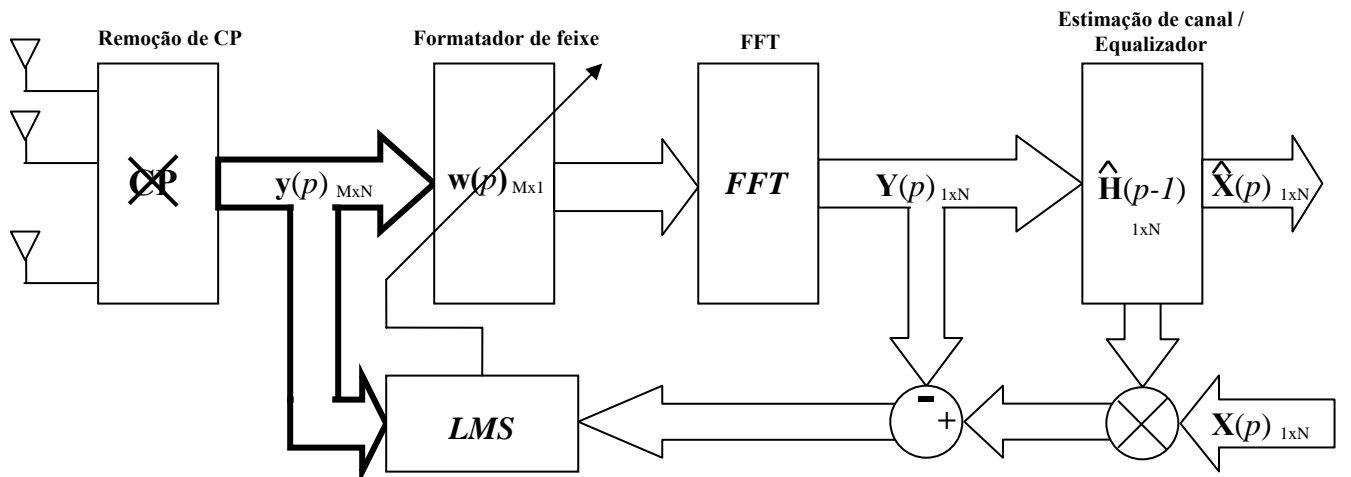 Estimação de canal /
Equalizador
Remoção de CP
Formatador de feixe
FFT
CP
y(p) MxN
w(p) Mx1
FFT
Y(p) 1xN
Ĥ(p-1)
1xN
X̂(p) 1xN
LMS
-
+
X(p) 1xN